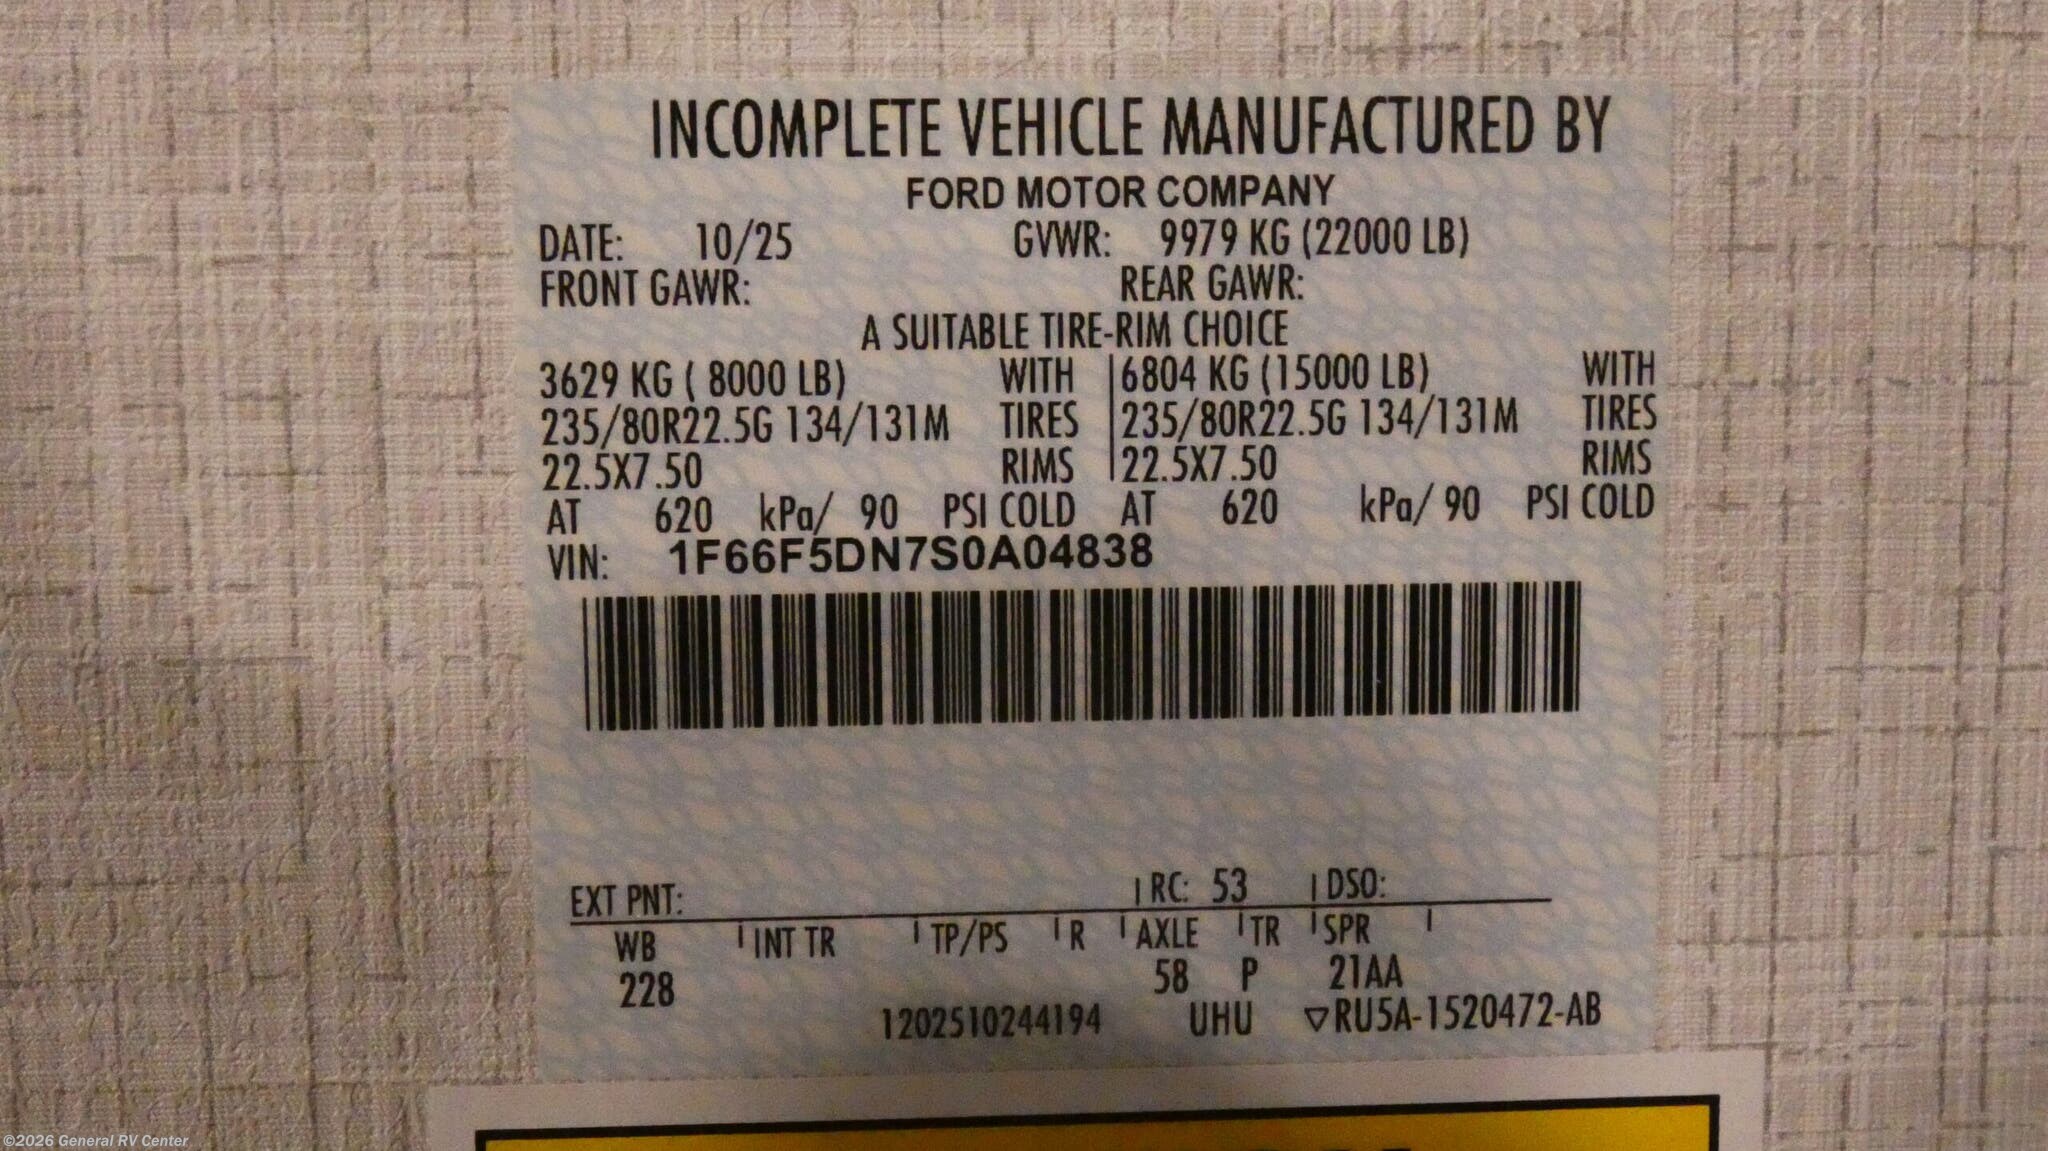 INCOMPLETE VEHICLE MANUFACTURED BY
FORD MOTOR COMPANY
DATE: 10/25 GVWR: 9979 KG (22000 LB)
FRONT GAWR: REAR GAWR:
A SUITABLE TIRE-RIM CHOICE
3629 KG ( 8000 LB) WITH 6804 KG (15000 LB) WITH
235/80R22.5G 134/131M TIRES 235/80R22.5G 134/131M TIRES
22.5X7.50 RIMS 22.5X7.50 RIMS
AT 620 kPa/ 90 PSI COLD AT 620 kPa/ 90 PSI COLD
VIN: 1F66F5DN7S0A04838
EXT PNT: RC: 53 DSO:
WB INT TR TP/PS R AXLE TR SPR
228 58 P 21AA
1202510244194 UHU ▽RU5A-1520472-AB
©2026 General RV Center